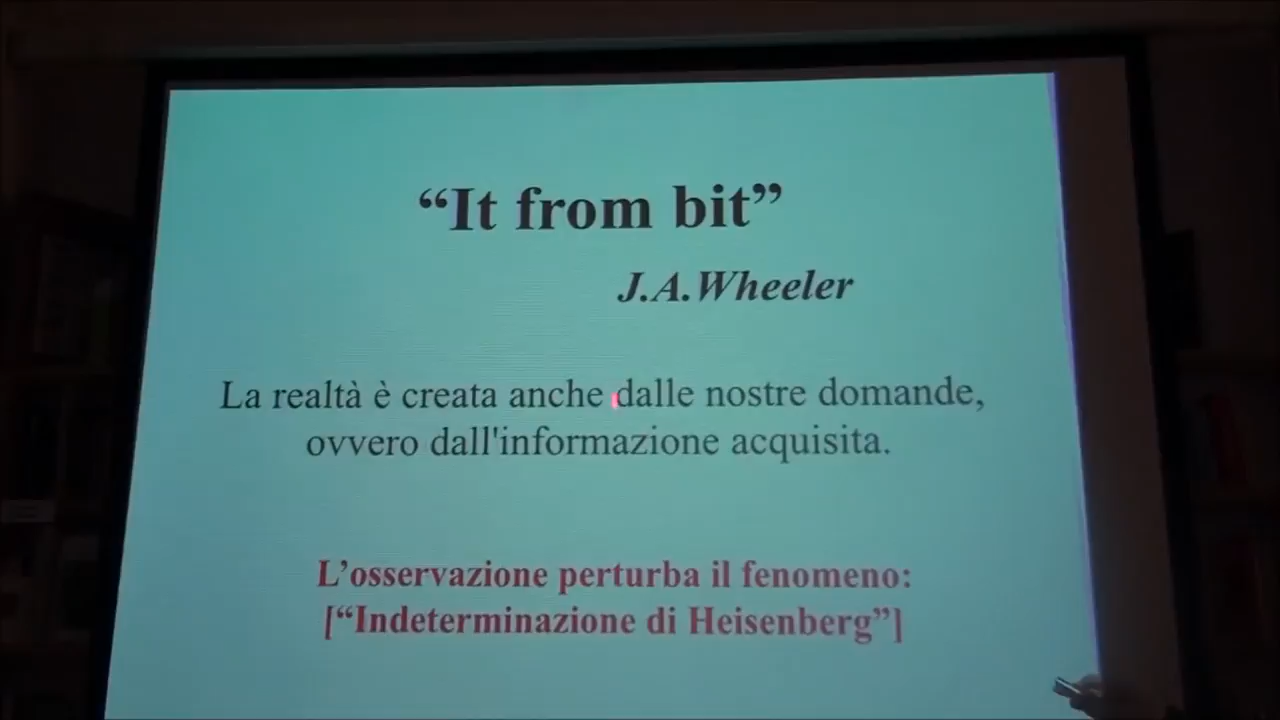 “It from bit”
J.A.Wheeler
La realtà è creata anche dalle nostre domande,
ovvero dall'informazione acquisita.
L’osservazione perturba il fenomeno:
[“Indeterminazione di Heisenberg”]